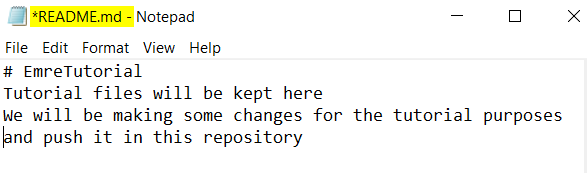 *README.md - Notepad
File Edit Format View Help
# EmreTutorial
Tutorial files will be kept here
We will be making some changes for the tutorial purposes
and push it in this repository